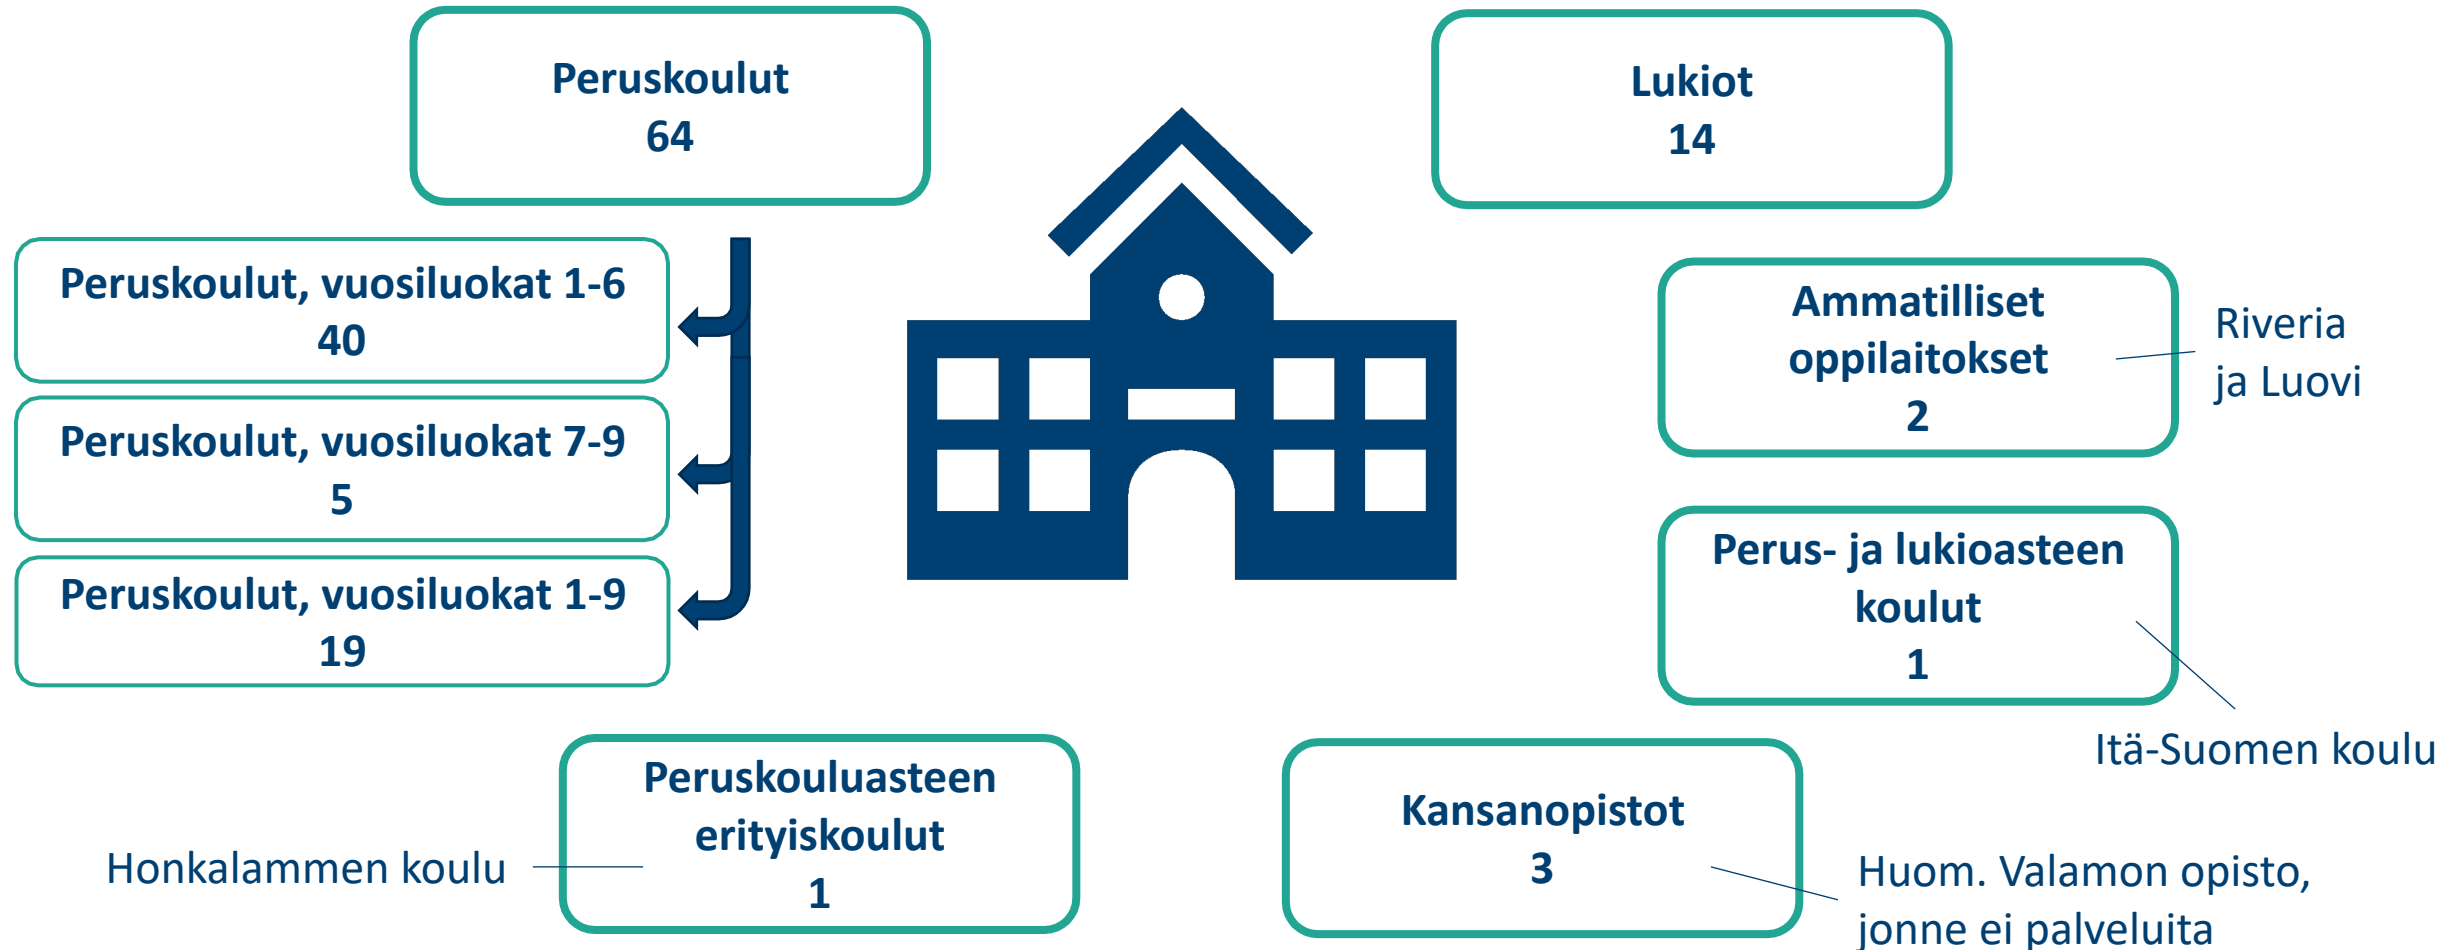 Peruskoulut
64
Peruskoulut, vuosiluokat 1-6
40
Peruskoulut, vuosiluokat 7-9
5
Peruskoulut, vuosiluokat 1-9
19
Lukiot
14
Ammatilliset
oppilaitokset
2
Riveria
ja Luovi
Perus- ja lukioasteen
koulut
1
Itä-Suomen koulu
Peruskouluasteen
erityiskoulut
1
Honkalammen koulu
Kansanopistot
3
Huom. Valamon opisto,
jonne ei palveluita